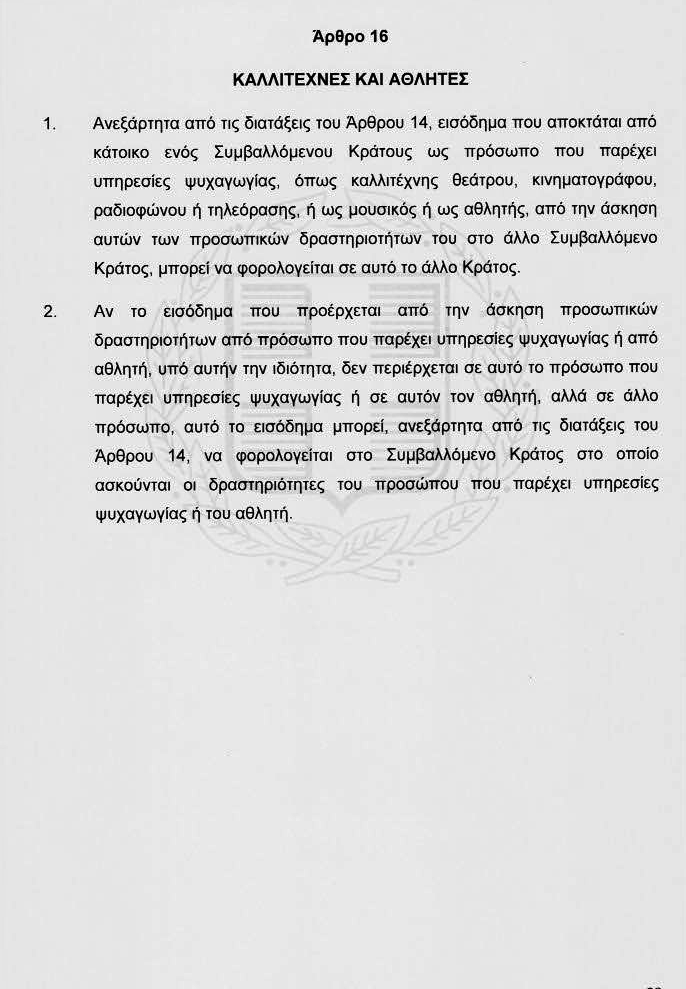 Άρθρο 16
ΚΑΛΛΙΤΕΧΝΕΣ ΚΑΙ ΑΘΛΗΤΕΣ
1. Ανεξάρτητα από τις διατάξεις του Άρθρου 14, εισόδημα που αποκτάται από
κάτοικο ενός Συμβαλλόμενου Κράτους ως πρόσωπο που παρέχει
υπηρεσίες ψυχαγωγίας, όπως καλλιτέχνης θεάτρου, κινηματογράφου,
ραδιοφώνου ή τηλεόρασης, ή ως μουσικός ή ως αθλητής, από την άσκηση
αυτών των προσωπικών δραστηριοτήτων του στο άλλο Συμβαλλόμενο
Κράτος, μπορεί να φορολογείται σε αυτό το άλλο Κράτος.
2. Αν το εισόδημα που προέρχεται από την άσκηση προσωπικών
δραστηριοτήτων από πρόσωπο που παρέχει υπηρεσίες ψυχαγωγίας ή από
αθλητή, υπό αυτήν την ιδιότητα, δεν περιέρχεται σε αυτό το πρόσωπο που
παρέχει υπηρεσίες ψυχαγωγίας ή σε αυτόν τον αθλητή, αλλά σε άλλο
πρόσωπο, αυτό το εισόδημα μπορεί, ανεξάρτητα από τις διατάξεις του
Άρθρου 14, να φορολογείται στο Συμβαλλόμενο Κράτος στο οποίο
ασκούνται οι δραστηριότητες του προσώπου που παρέχει υπηρεσίες
ψυχαγωγίας ή του αθλητή.